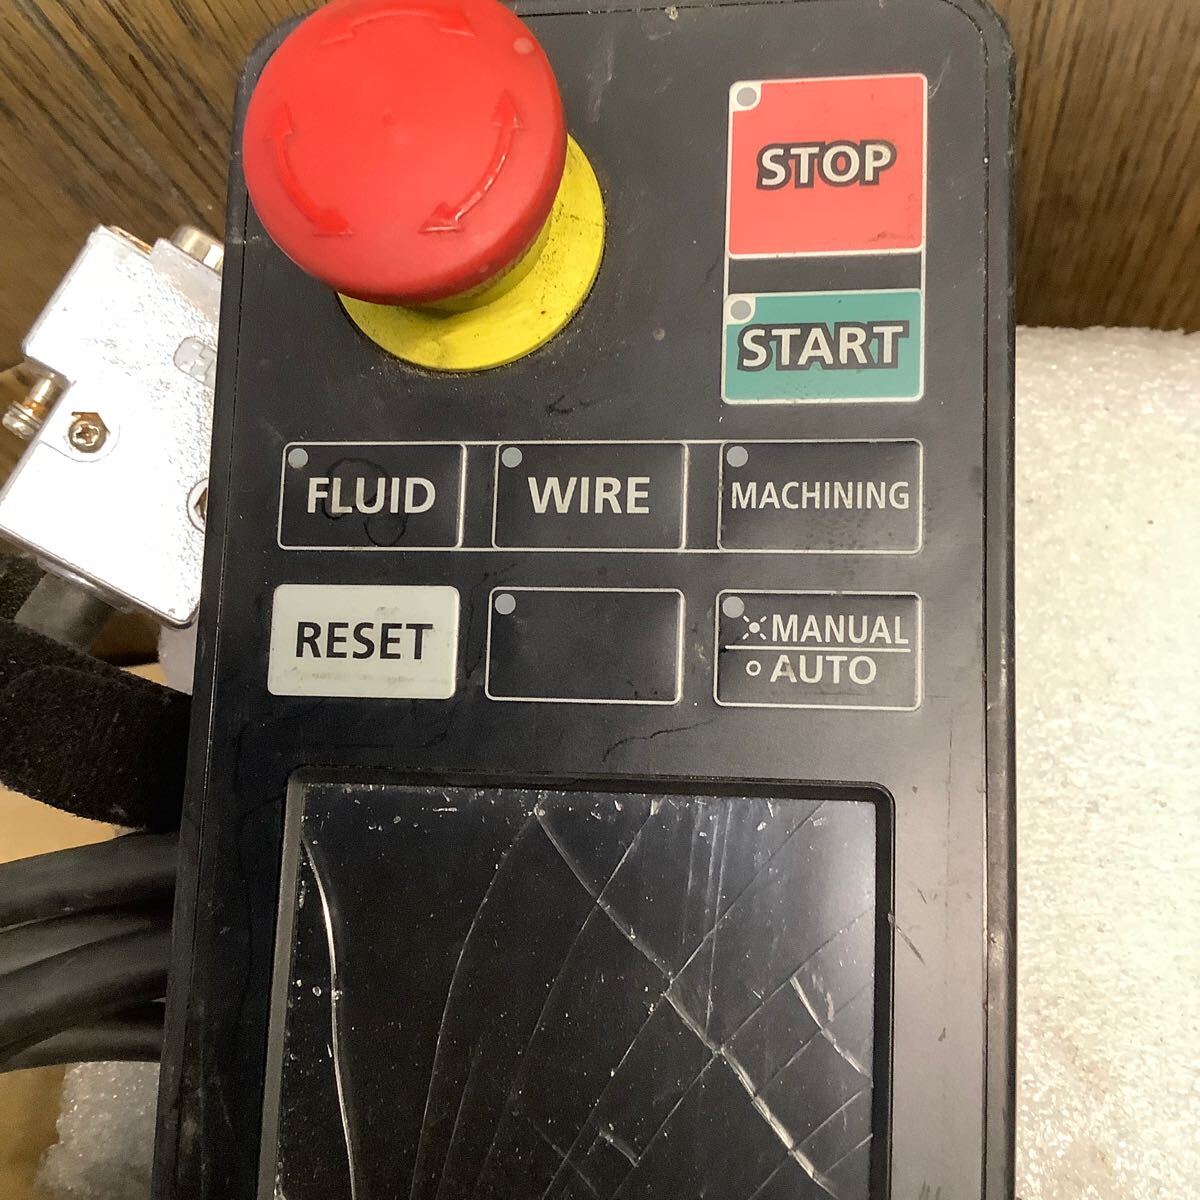 STOP
START
FLUID
WIRE
MACHINING
RESET
MANUAL
AUTO